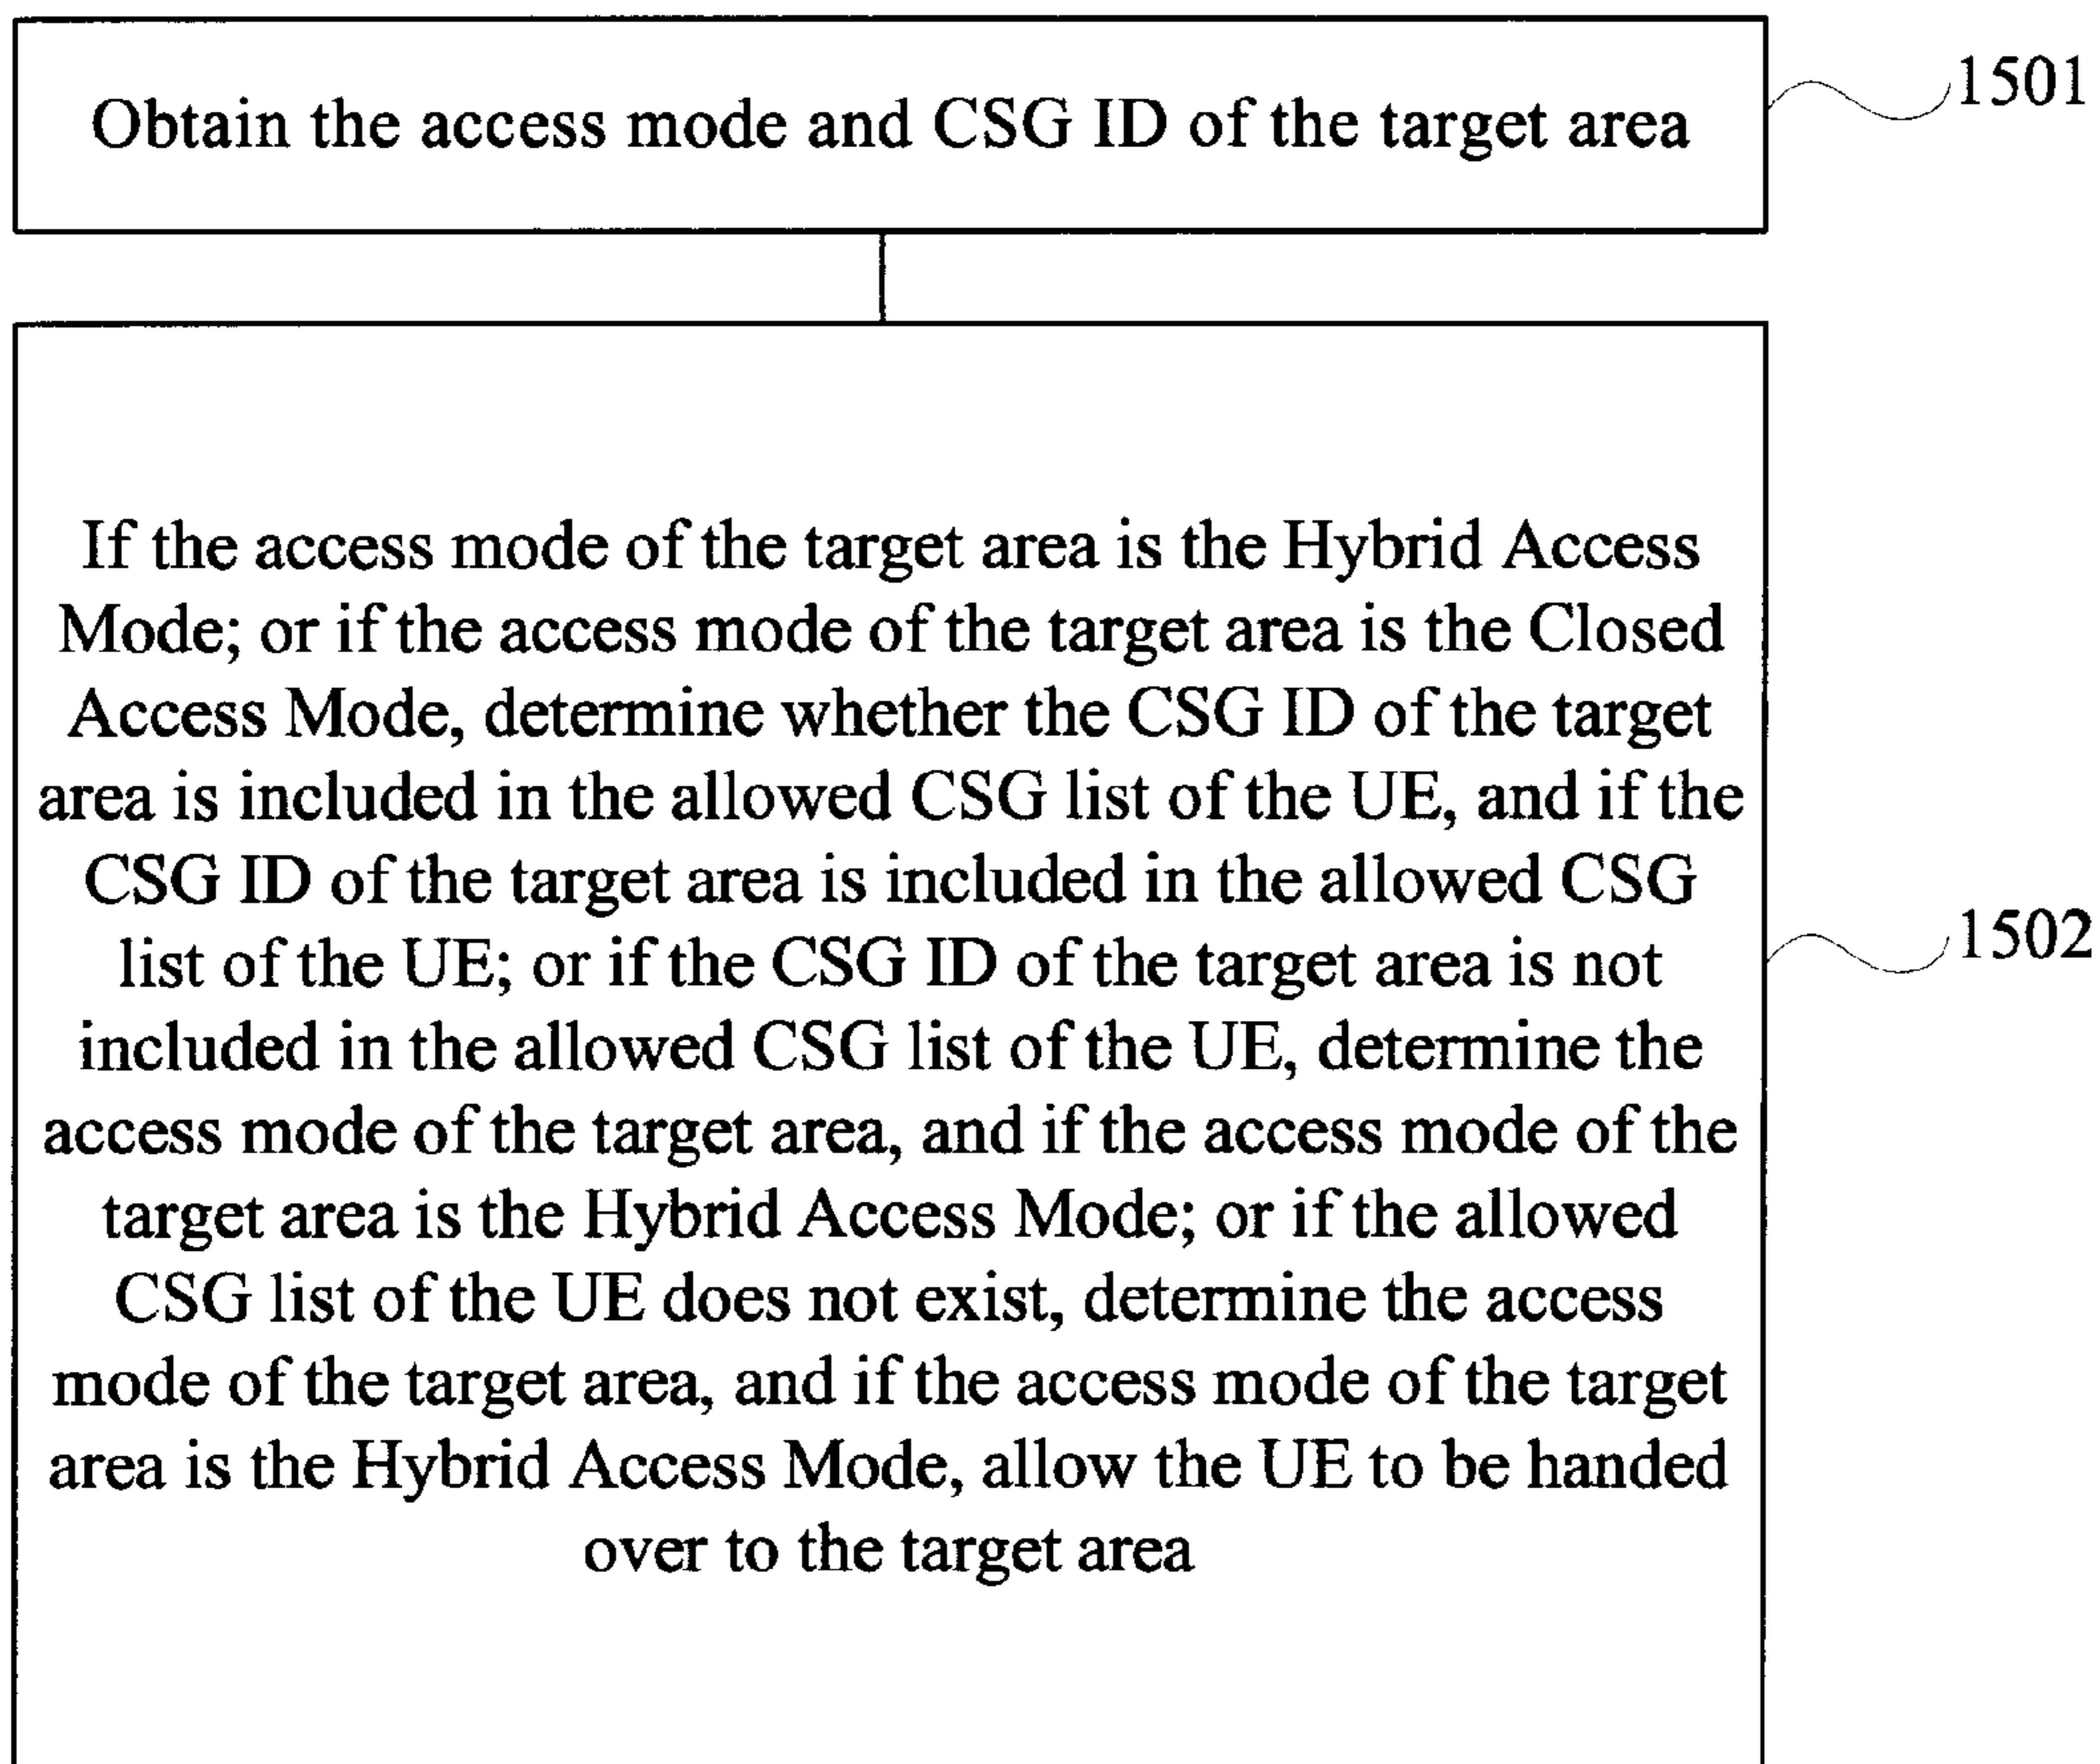 Obtain the access mode and CSG ID of the target area
1501
If the access mode of the target area is the Hybrid Access
Mode; or if the access mode of the target area is the Closed
Access Mode, determine whether the CSG ID of the target
area is included in the allowed CSG list of the UE, and if the
CSG ID of the target area is included in the allowed CSG
list of the UE; or if the CSG ID of the target area is not
included in the allowed CSG list of the UE, determine the
access mode of the target area, and if the access mode of the
target area is the Hybrid Access Mode; or if the allowed
CSG list of the UE does not exist, determine the access
mode of the target area, and if the access mode of the target
area is the Hybrid Access Mode, allow the UE to be handed
over to the target area
1502